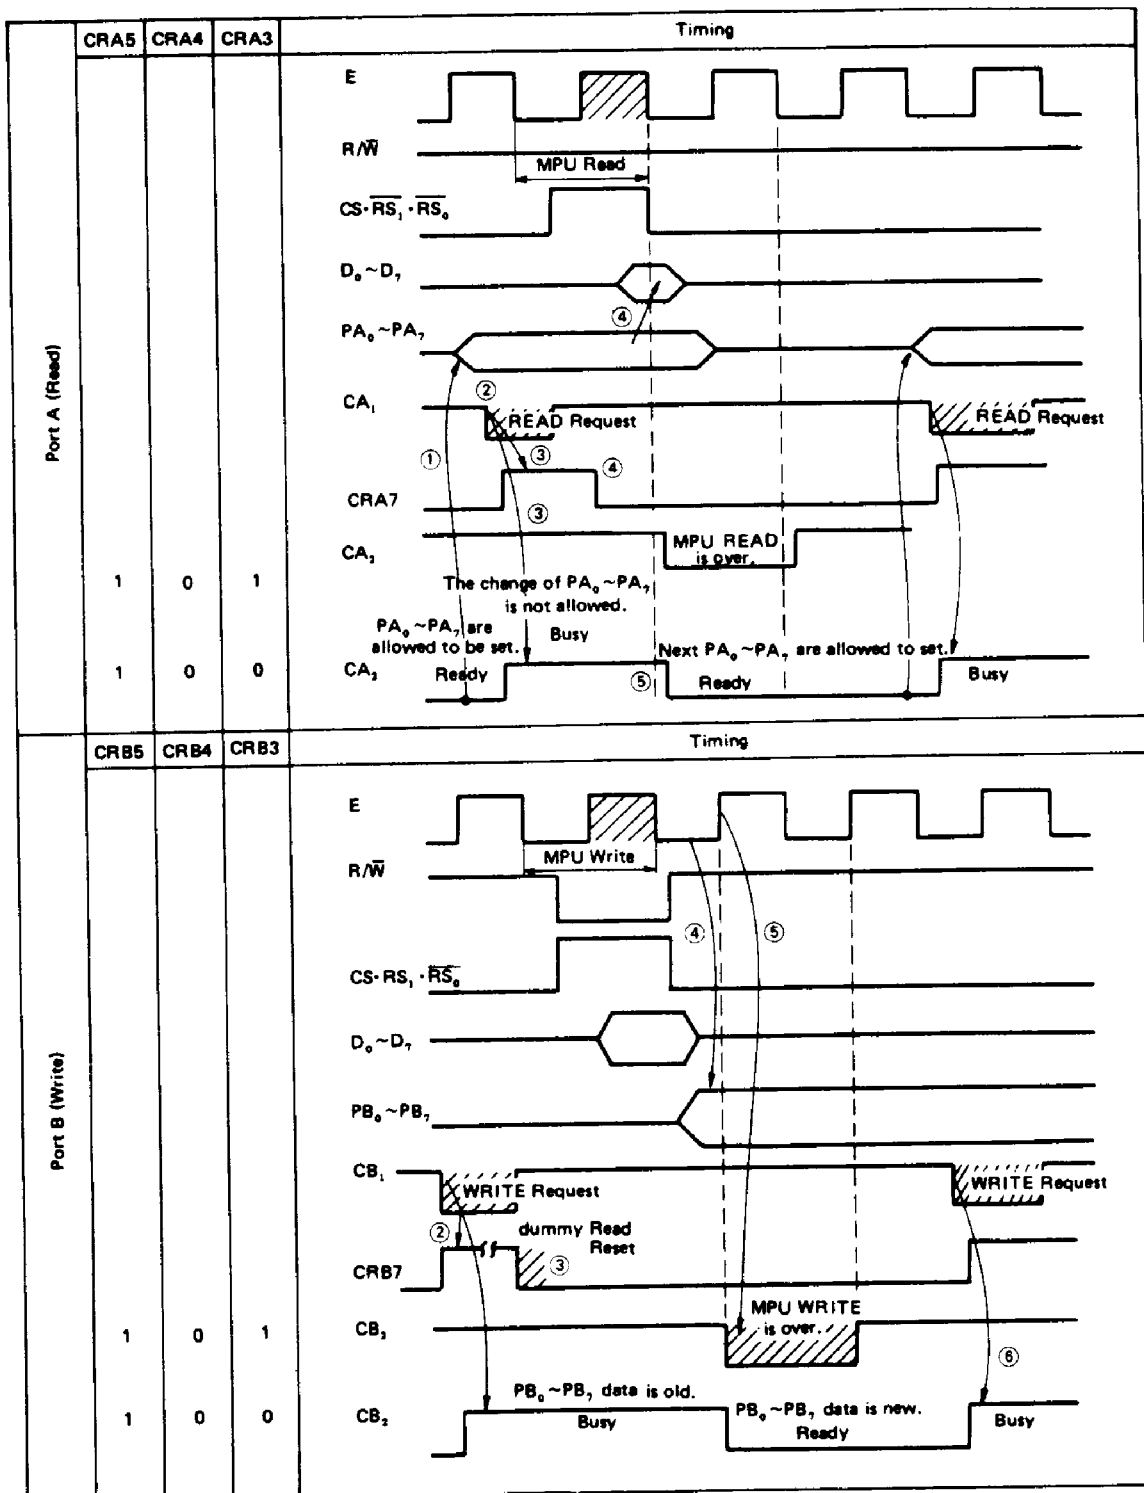 CRA5 CRA4 CRA3 Timing
Port A (Read)
E
R/W̅
MPU Read
CS·R̅S̅₁·R̅S̅₀
D₀~D₇
④
PA₀~PA₇
②
CA₁
READ Request
READ Request
①
③
④
CRA7
③
CA₂
MPU READ
is over.
1 0 1
The change of PA₀~PA₇
is not allowed.
PA₀~PA₇ are
allowed to be set.
Busy
Next PA₀~PA₇ are allowed to set.
1 0 0
CA₂
Ready
⑤
Ready
Busy
CRB5 CRB4 CRB3 Timing
Port B (Write)
E
MPU Write
R/W̅
④
⑤
CS·RS₁·R̅S̅₀
D₀~D₇
PB₀~PB₇
CB₁
WRITE Request
WRITE Request
②
dummy Read
Reset
③
CRB7
MPU WRITE
is over.
1 0 1
CB₂
⑥
PB₀~PB₇ data is old.
PB₀~PB₇ data is new.
1 0 0
CB₂
Busy
Ready
Busy